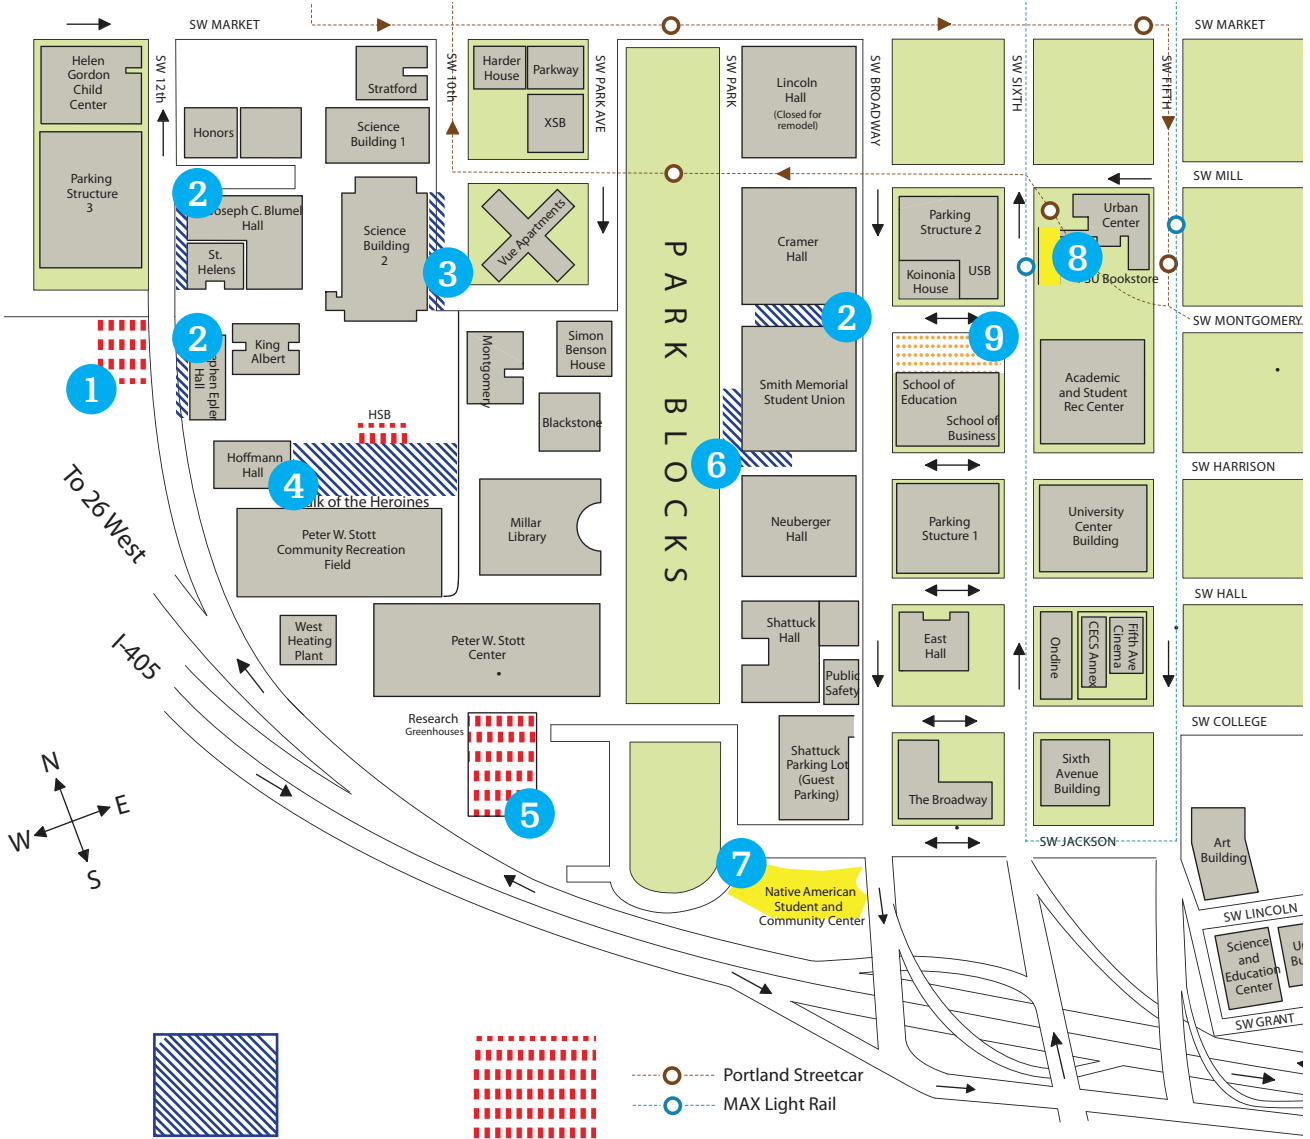 SW MARKET
SW MARKET
Helen
Gordon
Child
Center
SW 12th
Stratford
SW 10th
Harder
House
Parkway
SW PARK AVE
SW PARK
Lincoln
Hall
(Closed for
remodel)
SW BROADWAY
SW SIXTH
SW FIFTH
Honors
Science
Building 1
XSB
Parking
Structure
3
SW MILL
2
Joseph C. Blumel
Hall
Science
Building
2
Vue Apartments
Cramer
Hall
Parking
Structure 2
Urban
Center
St.
Helens
3
Koinonia
House
USB
8
PSU Bookstore
2
SW MONTGOMERY
2
King
Albert
Stephen Epler
Hall
Montgomery
Simon
Benson
House
9
1
PARK BLOCKS
Smith Memorial
Student Union
School of
Education
School of
Business
Academic
and Student
Rec Center
HSB
Blackstone
Hoffmann
Hall
4
6
SW HARRISON
To 26 West
Walk of the Heroines
Peter W. Stott
Community Recreation
Field
Millar
Library
Neuberger
Hall
Parking
Stucture 1
University
Center
Building
SW HALL
I-405
West
Heating
Plant
Peter W. Stott
Center
Shattuck
Hall
Public
Safety
East
Hall
Ondine
CECS Annex
Fifth Ave
Cinema
Research
Greenhouses
SW COLLEGE
5
Shattuck
Parking Lot
(Guest
Parking)
The Broadway
Sixth
Avenue
Building
N
E
W
S
SW JACKSON
Art
Building
7
Native American
Student and
Community Center
SW LINCOLN
Science
and
Education
Center
SW GRANT
Portland Streetcar
MAX Light Rail